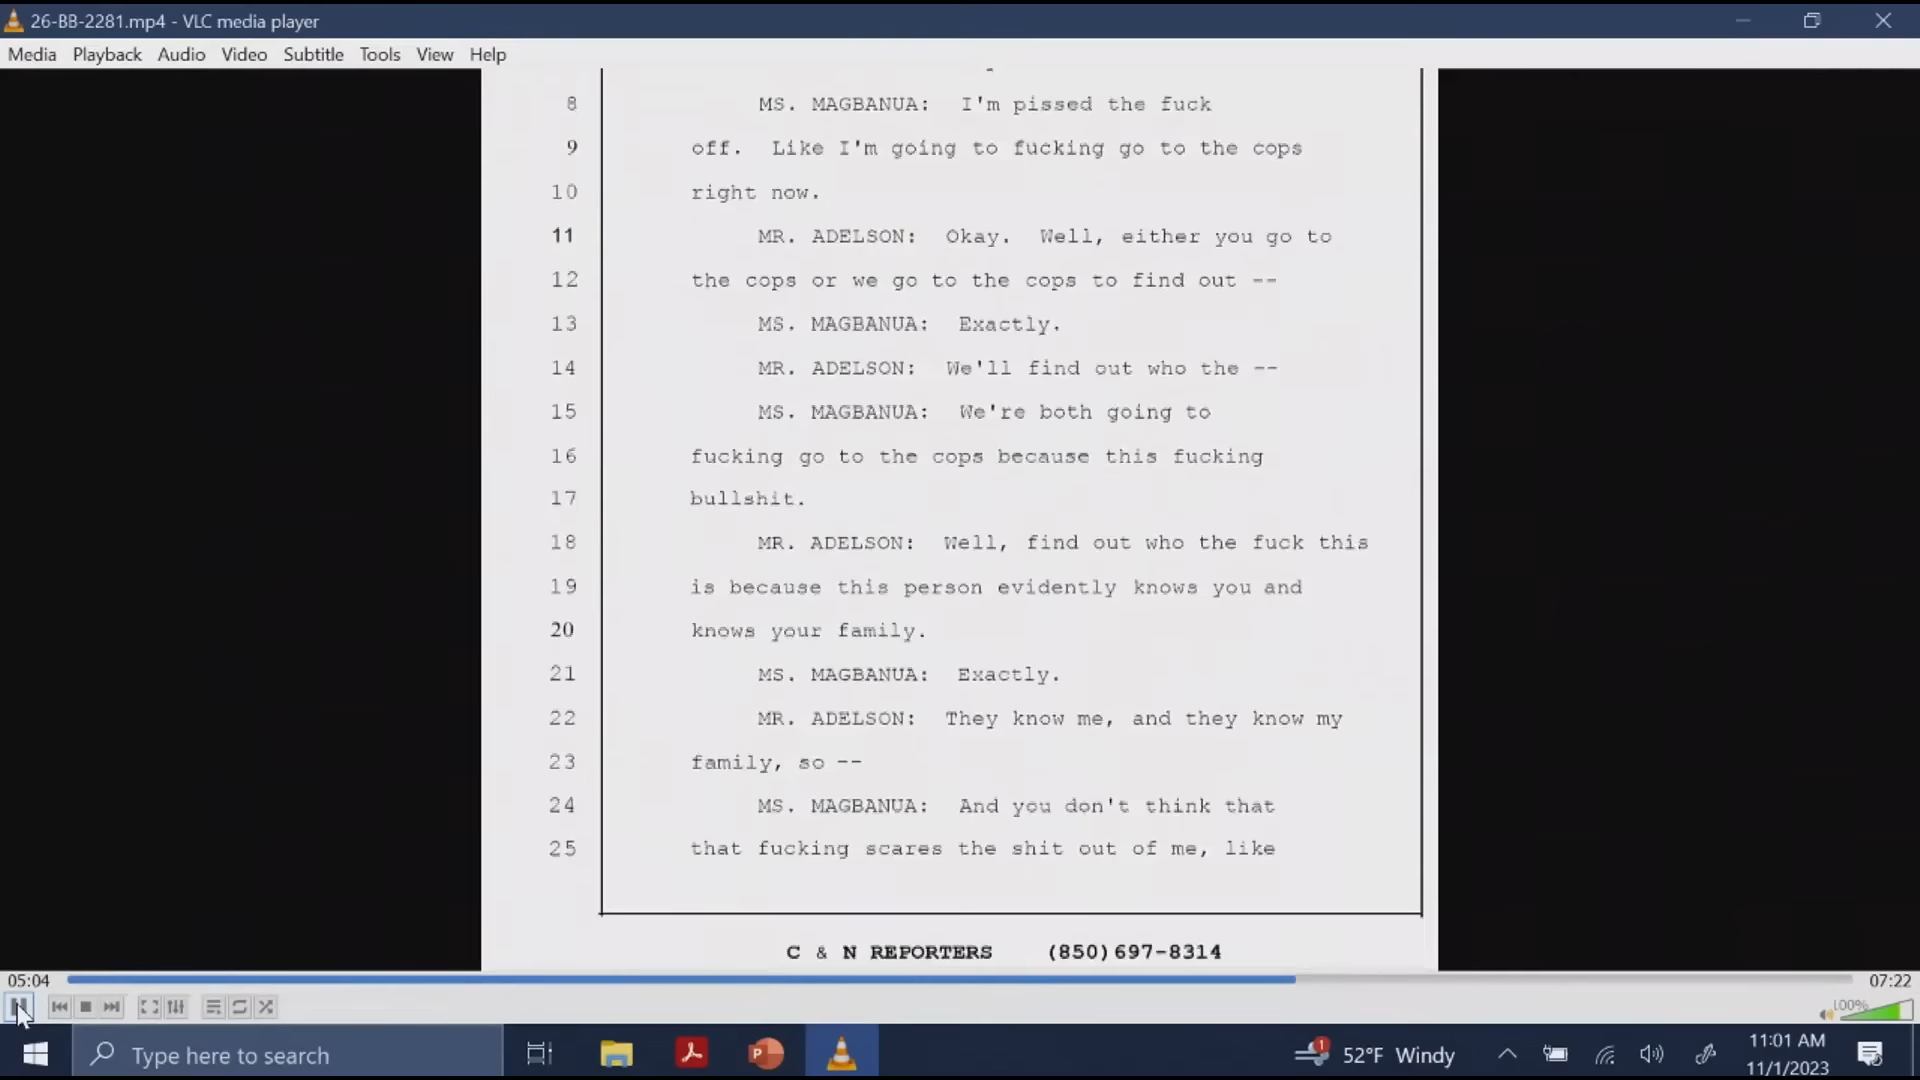 26-BB-2281.mp4 - VLC media player
Media Playback Audio Video Subtitle Tools View Help
8 MS. MAGBANUA: I'm pissed the fuck
9 off. Like I'm going to fucking go to the cops
10 right now.
11 MR. ADELSON: Okay. Well, either you go to
12 the cops or we go to the cops to find out --
13 MS. MAGBANUA: Exactly.
14 MR. ADELSON: We'll find out who the --
15 MS. MAGBANUA: We're both going to
16 fucking go to the cops because this fucking
17 bullshit.
18 MR. ADELSON: Well, find out who the fuck this
19 is because this person evidently knows you and
20 knows your family.
21 MS. MAGBANUA: Exactly.
22 MR. ADELSON: They know me, and they know my
23 family, so --
24 MS. MAGBANUA: And you don't think that
25 that fucking scares the shit out of me, like
C & N REPORTERS (850)697-8314
05:04 07:22
100%
Type here to search
1 52°F Windy
11:01 AM
11/1/2023